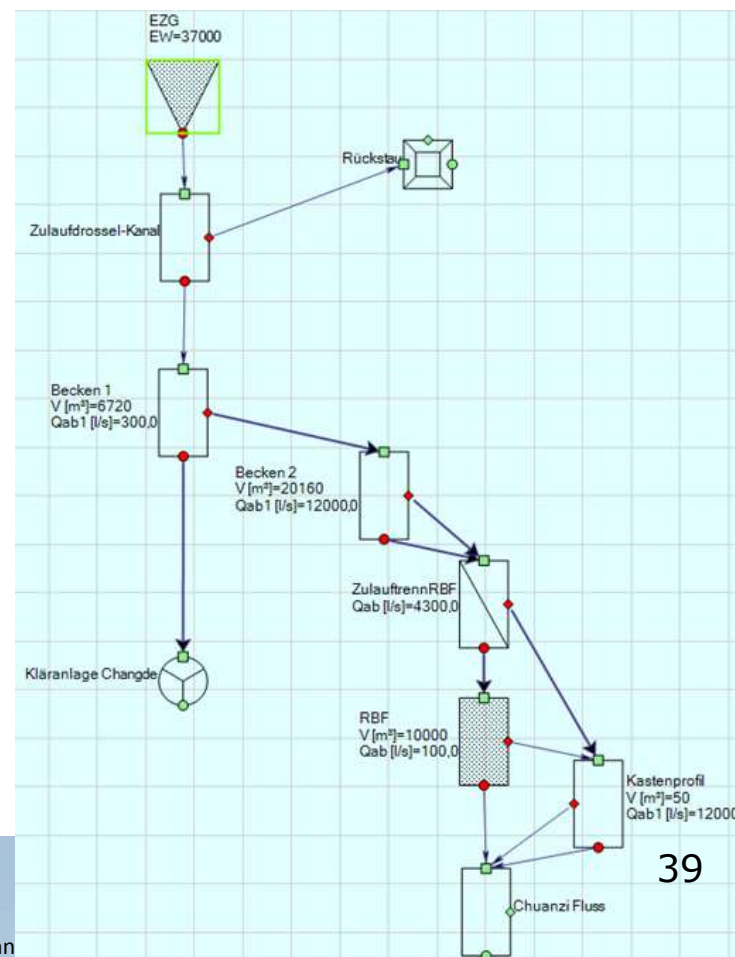 EZG
EW=37000
Rückstau
Zulaufdrossel-Kanal
Becken 1
V [m³]=6720
Qab1 [l/s]=300,0
Becken 2
V [m³]=20160
Qab1 [l/s]=12000,0
ZulauftrennRBF
Qab [l/s]=4300,0
Kläranlage Changde
RBF
V [m³]=10000
Qab [l/s]=100,0
Kastenprofil
V [m³]=50
Qab1 [l/s]=12000
39
Chuanzi Fluss